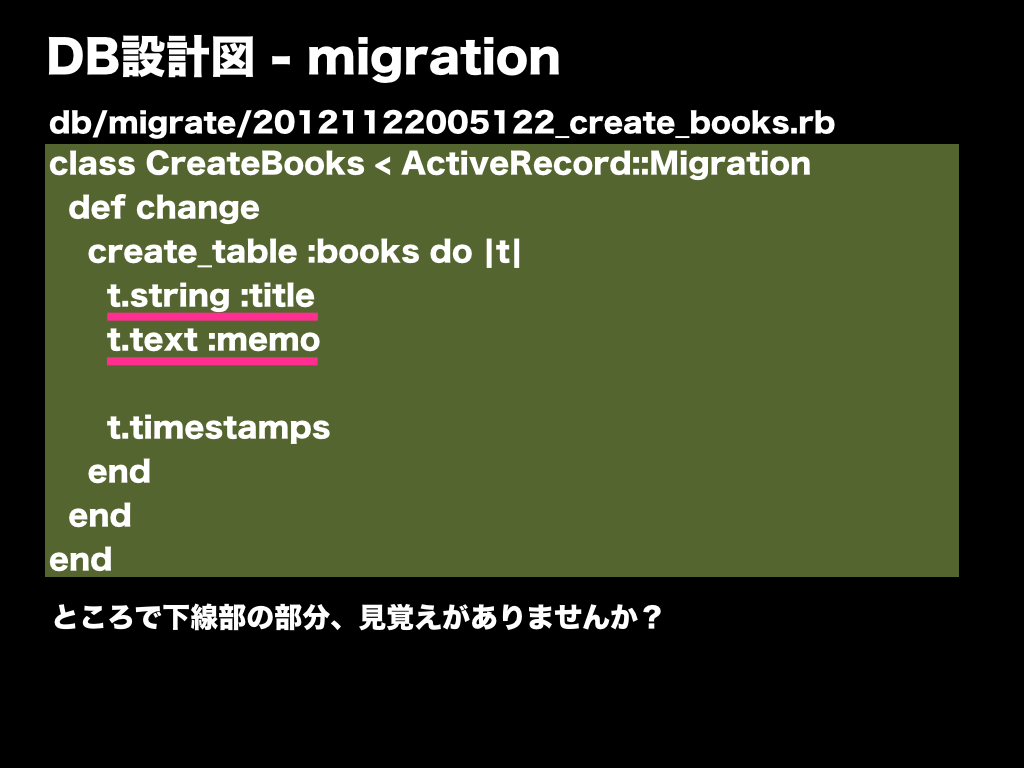 DB設計図 - migration
db/migrate/20121122005122_create_books.rb
class CreateBooks < ActiveRecord::Migration
def change
create_table :books do |t|
t.string :title
t.text :memo
t.timestamps
end
end
end
ところで下線部の部分、見覚えがありませんか？